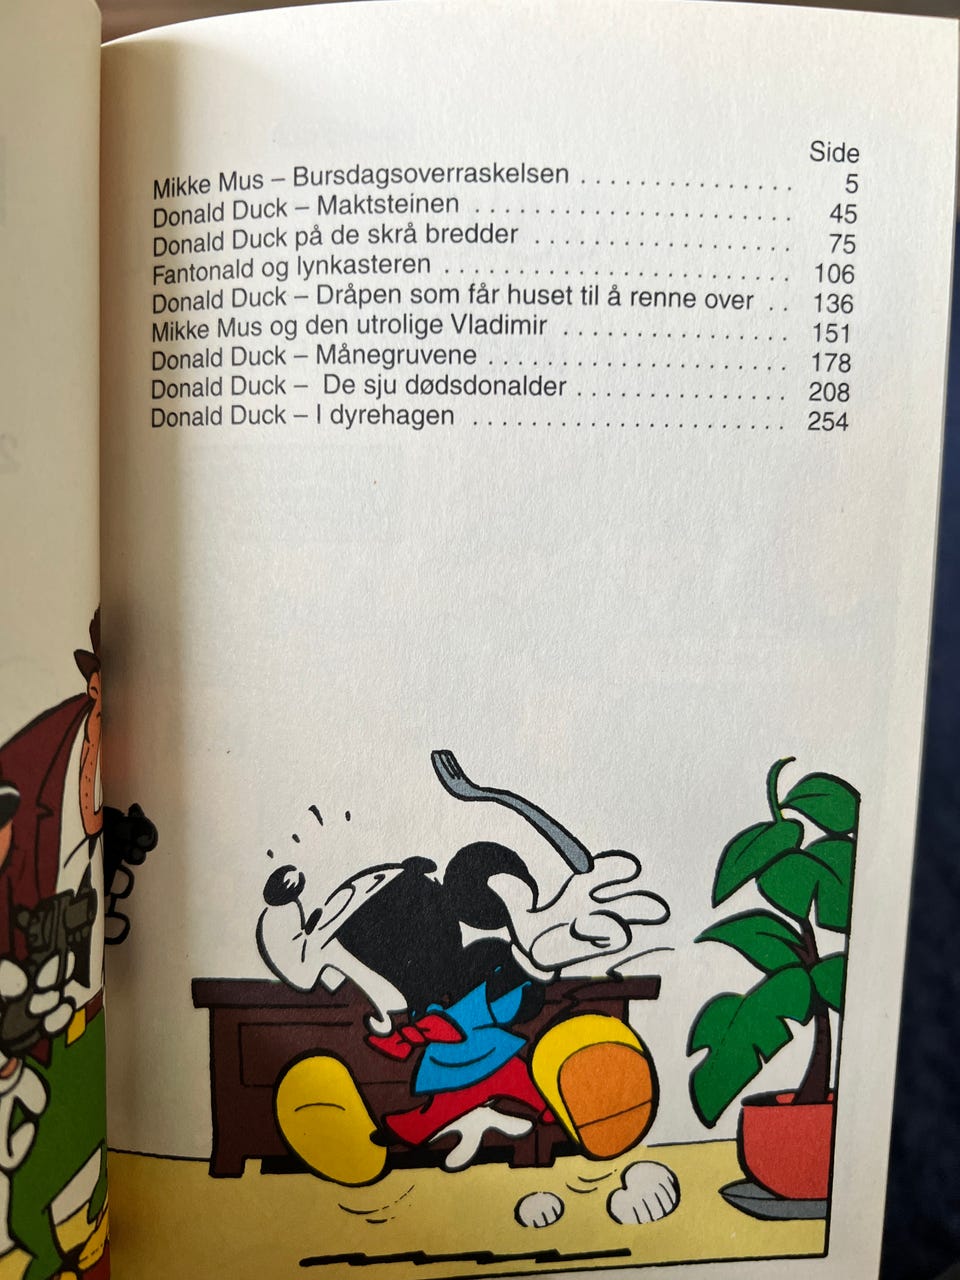 Side
Mikke Mus – Bursdagsoverraskelsen . . . . . . . . . . . . . . . 5
Donald Duck – Maktsteinen . . . . . . . . . . . . . . . . . . . . . . 45
Donald Duck på de skrå bredder . . . . . . . . . . . . . . . . . . 75
Fantonald og lynkasteren . . . . . . . . . . . . . . . . . . . . . . . . 106
Donald Duck – Dråpen som får huset til å renne over . . 136
Mikke Mus og den utrolige Vladimir . . . . . . . . . . . . . . . . 151
Donald Duck – Månegruvene . . . . . . . . . . . . . . . . . . . . . 178
Donald Duck – De sju dødsdonalder . . . . . . . . . . . . . . . 208
Donald Duck – I dyrehagen . . . . . . . . . . . . . . . . . . . . . . 254